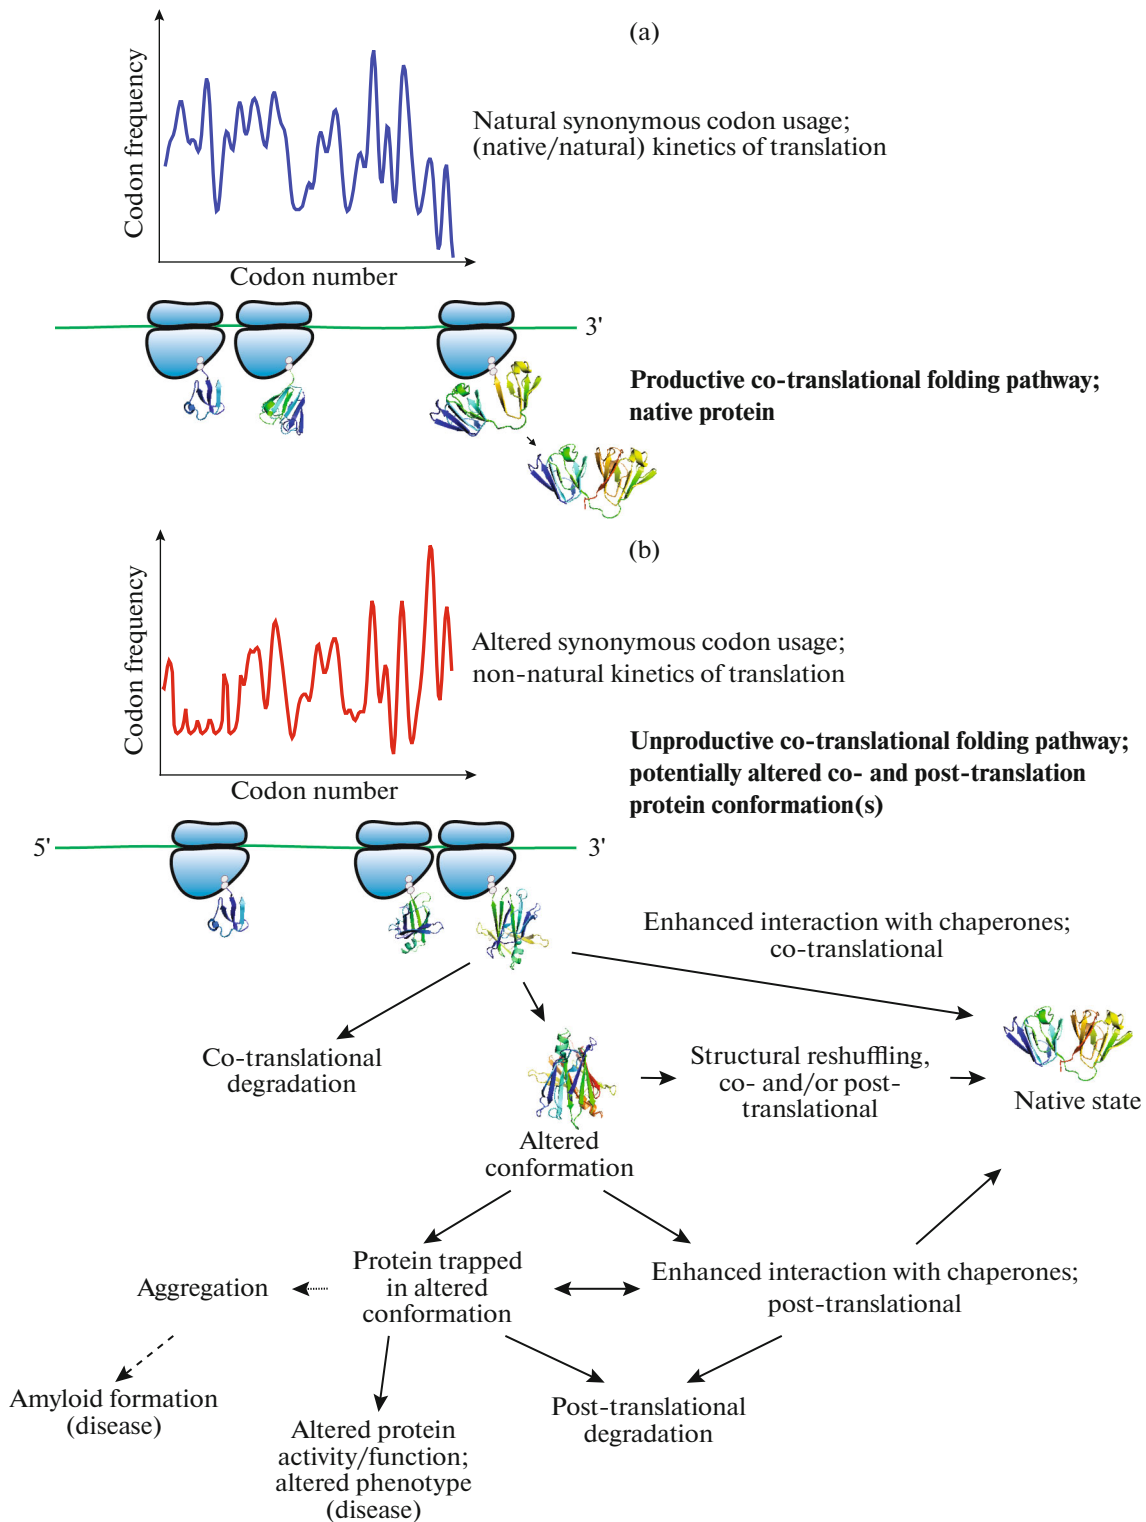 (a)
Codon frequency
Natural synonymous codon usage;
(native/natural) kinetics of translation
Codon number
3'
Productive co-translational folding pathway;
native protein
(b)
Codon frequency
Altered synonymous codon usage;
non-natural kinetics of translation
Codon number
Unproductive co-translational folding pathway;
potentially altered co- and post-translation
protein conformation(s)
5'
3'
Enhanced interaction with chaperones;
co-translational
Co-translational
degradation
Structural reshuffling,
co- and/or post-
translational
Native state
Altered
conformation
Aggregation
Protein trapped
in altered
conformation
Enhanced interaction with chaperones;
post-translational
Amyloid formation
(disease)
Altered protein
activity/function;
altered phenotype
(disease)
Post-translational
degradation